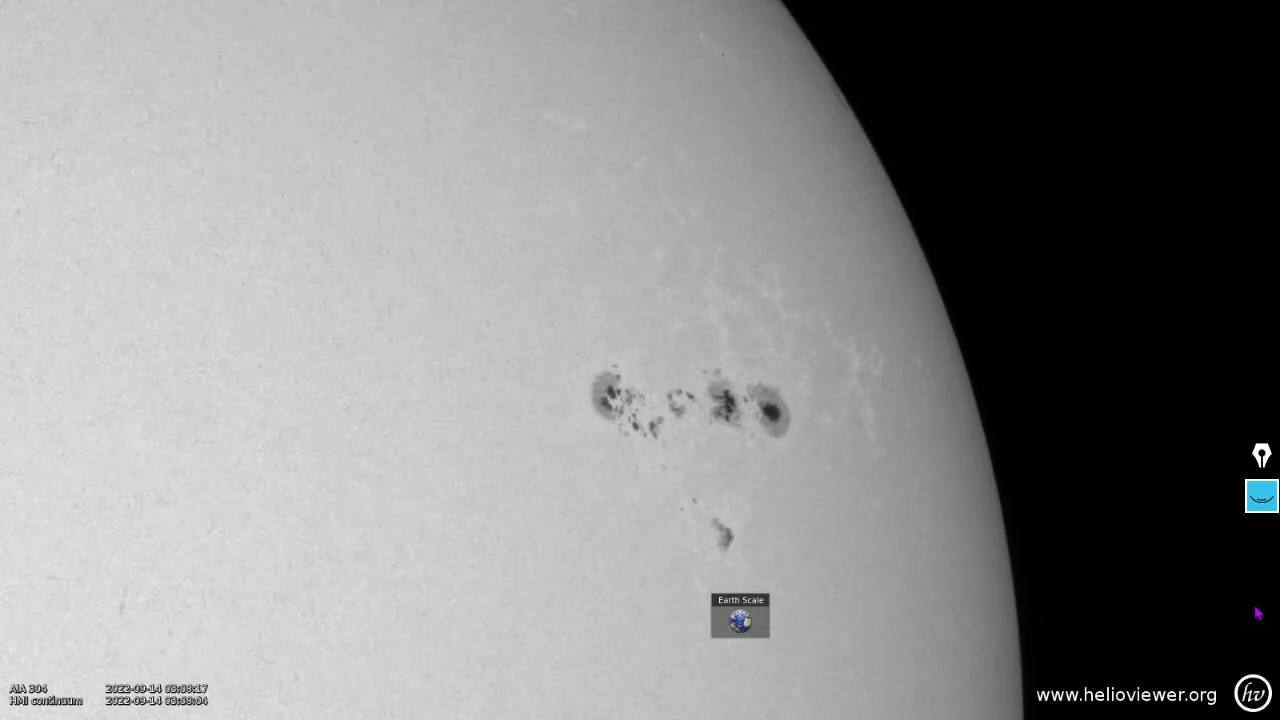 Earth Scale
AIA 304 2022-09-14 03:38:17
HMI continuum 2022-09-14 03:38:04
www.helioviewer.org
hv